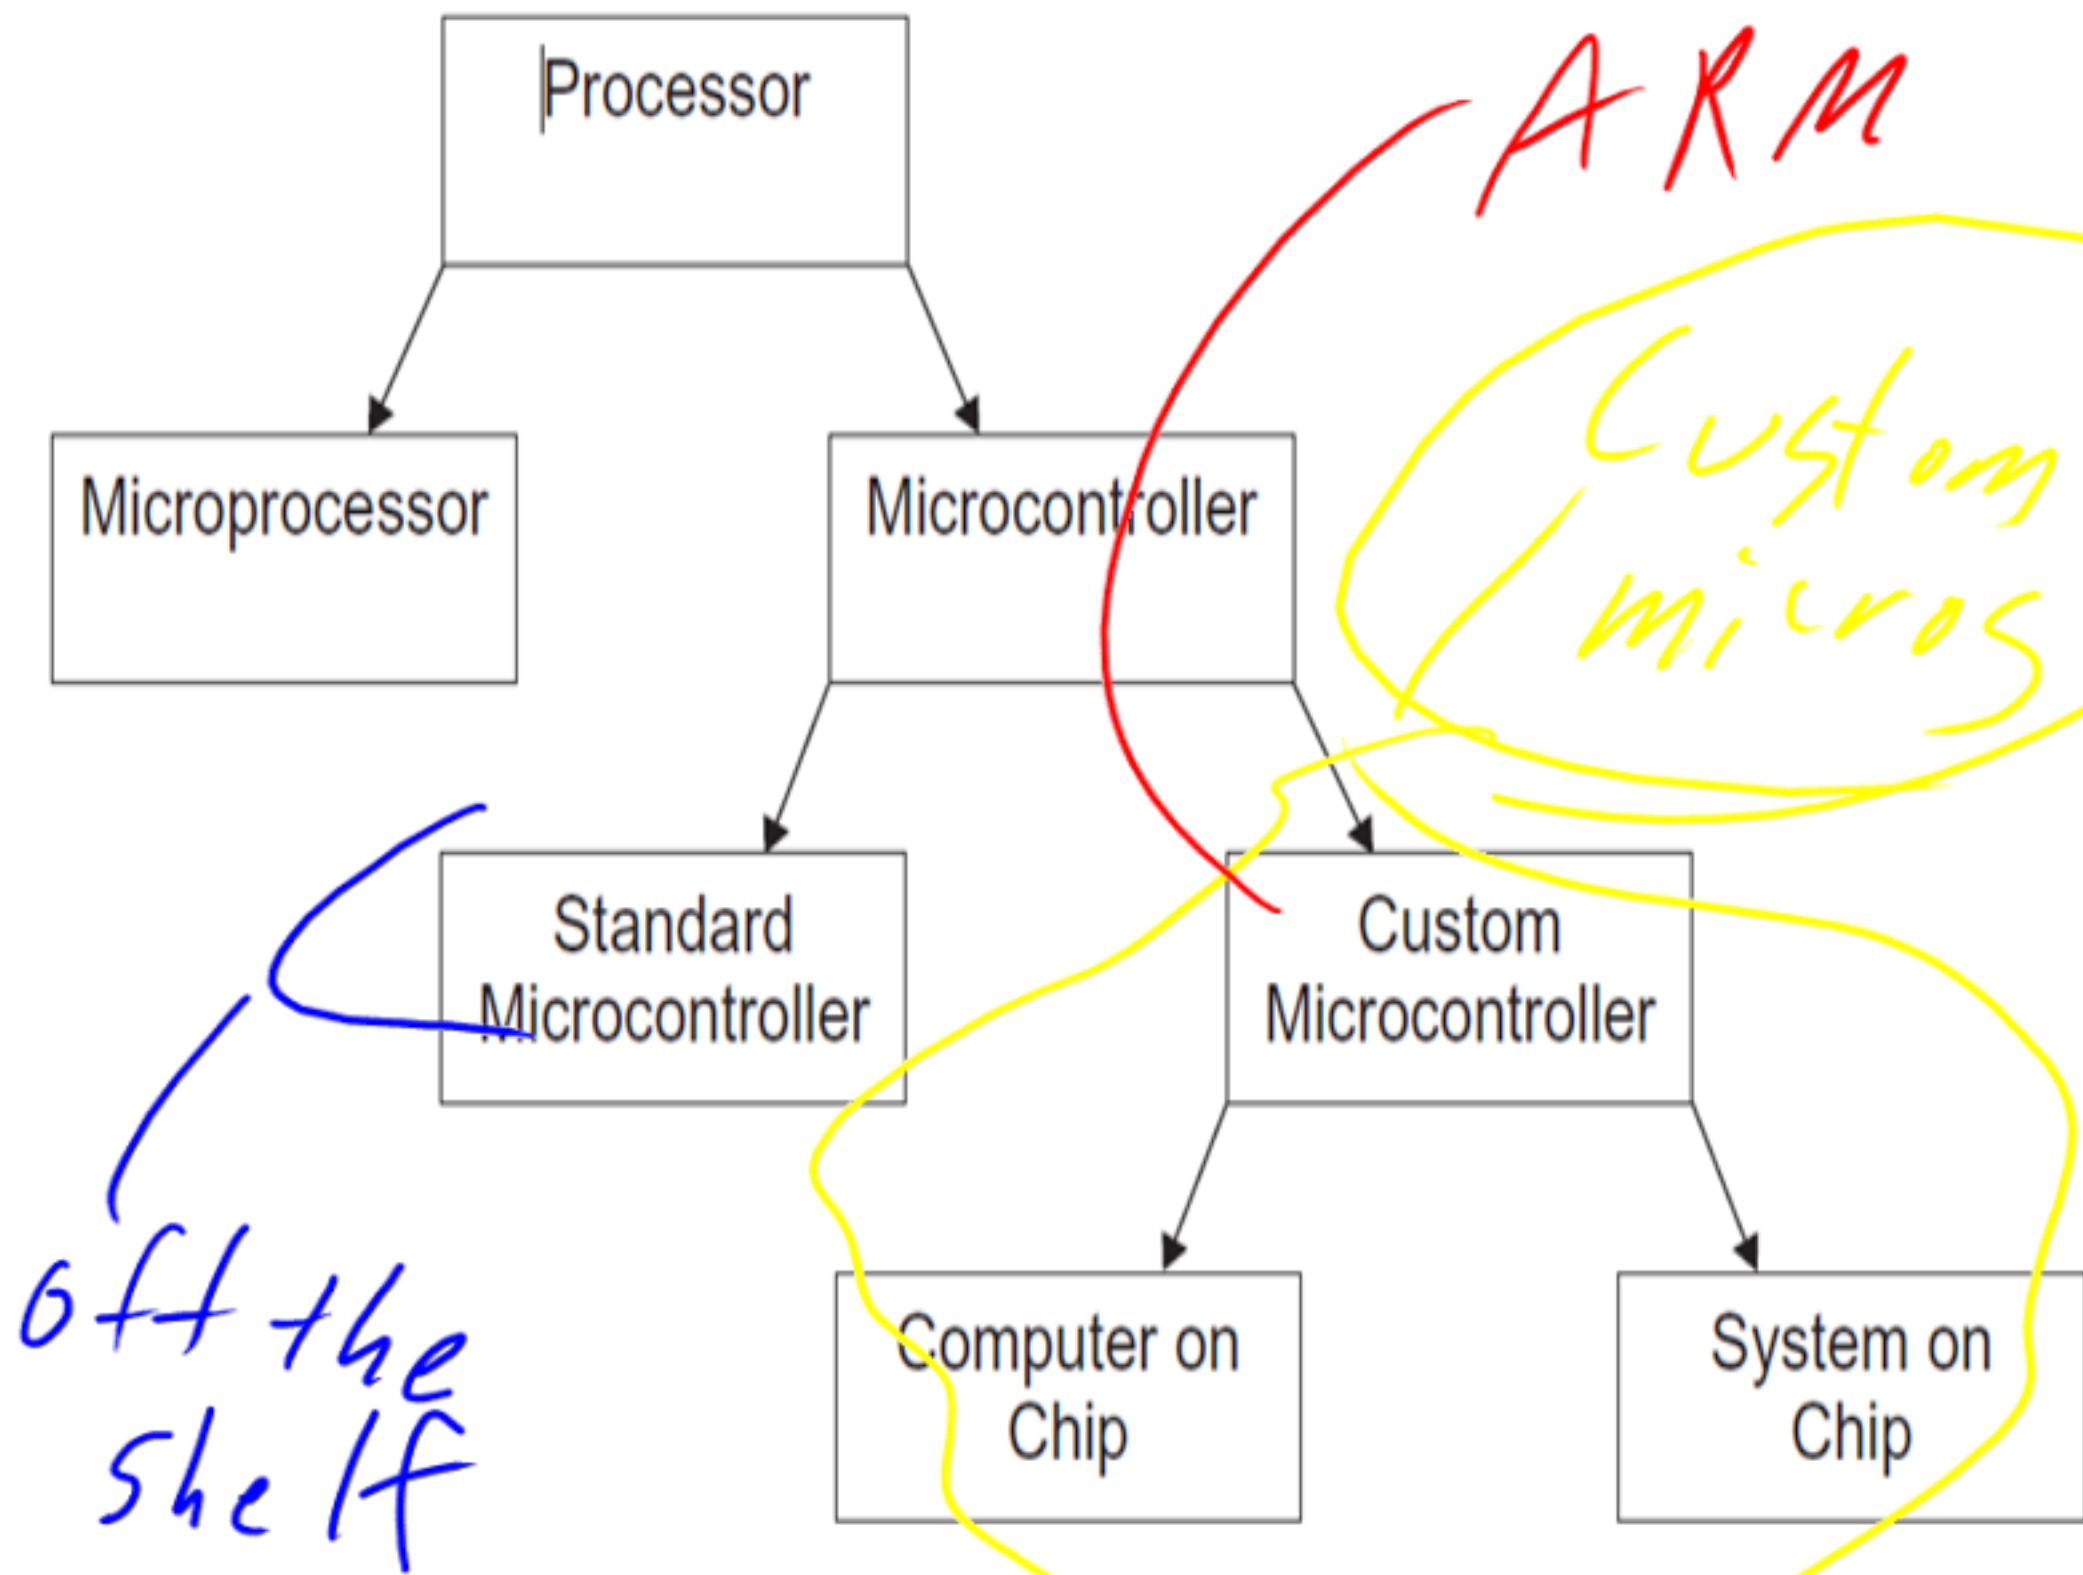 Processor
ARM
Microprocessor
Microcontroller
Custom
micros
Standard
Microcontroller
Custom
Microcontroller
off the
shelf
Computer on
Chip
System on
Chip